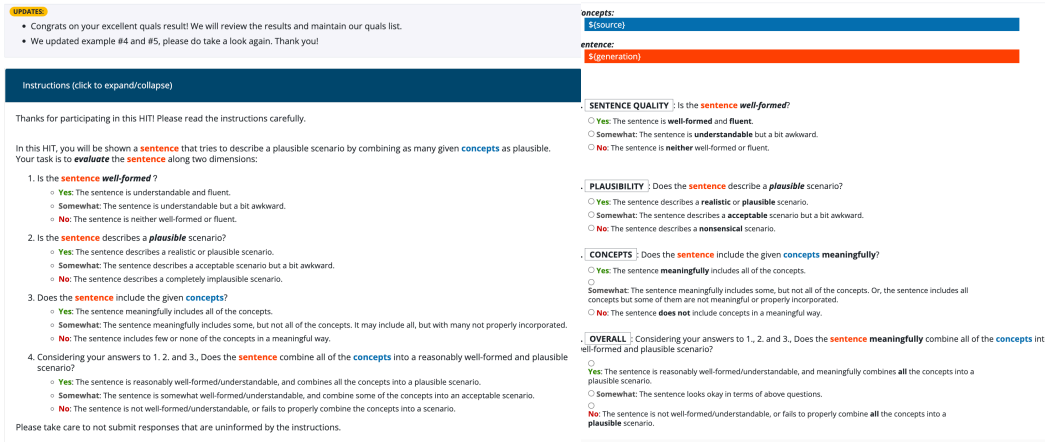 UPDATES:
• Congrats on your excellent quals result! We will review the results and maintain our quals list.
• We updated example #4 and #5, please do take a look again. Thank you!
Instructions (click to expand/collapse)
Thanks for participating in this HIT! Please read the instructions carefully.
In this HIT, you will be shown a sentence that tries to describe a plausible scenario by combining as many given concepts as plausible.
Your task is to evaluate the sentence along two dimensions:
1. Is the sentence well-formed ?
Yes: The sentence is understandable and fluent.
Somewhat: The sentence is understandable but a bit awkward.
No: The sentence is neither well-formed or fluent.
2. Is the sentence describes a plausible scenario?
Yes: The sentence describes a realistic or plausible scenario.
Somewhat: The sentence describes a acceptable scenario but a bit awkward.
No: The sentence describes a completely implausible scenario.
3. Does the sentence include the given concepts?
Yes: The sentence meaningfully includes all of the concepts.
Somewhat: The sentence meaningfully includes some, but not all of the concepts. It may include all, but with many not properly incorporated.
No: The sentence includes few or none of the concepts in a meaningful way.
4. Considering your answers to 1. 2. and 3., Does the sentence combine all of the concepts into a reasonably well-formed and plausible
scenario?
Yes: The sentence is reasonably well-formed/understandable, and combines all the concepts into a plausible scenario.
Somewhat: The sentence is somewhat well-formed/understandable, and combine some of the concepts into an acceptable scenario.
No: The sentence is not well-formed/understandable, or fails to properly combine the concepts into a scenario.
Please take care to not submit responses that are uninformed by the instructions.
oncepts:
${source}
entence:
${generation}
. SENTENCE QUALITY : Is the sentence well-formed?
Yes: The sentence is well-formed and fluent.
Somewhat: The sentence is understandable but a bit awkward.
No: The sentence is neither well-formed or fluent.
. PLAUSIBILITY : Does the sentence describe a plausible scenario?
Yes: The sentence describes a realistic or plausible scenario.
Somewhat: The sentence describes a acceptable scenario but a bit awkward.
No: The sentence describes a nonsensical scenario.
. CONCEPTS : Does the sentence include the given concepts meaningfully?
Yes: The sentence meaningfully includes all of the concepts.
Somewhat: The sentence meaningfully includes some, but not all of the concepts. Or, the sentence includes all
concepts but some of them are not meaningful or properly incorporated.
No: The sentence does not include concepts in a meaningful way.
. OVERALL : Considering your answers to 1., 2. and 3., Does the sentence meaningfully combine all of the concepts int
well-formed and plausible scenario?
Yes: The sentence is reasonably well-formed/understandable, and meaningfully combines all the concepts into a
plausible scenario.
Somewhat: The sentence looks okay in terms of above questions.
No: The sentence is not well-formed/understandable, or fails to properly combine all the concepts into a
plausible scenario.